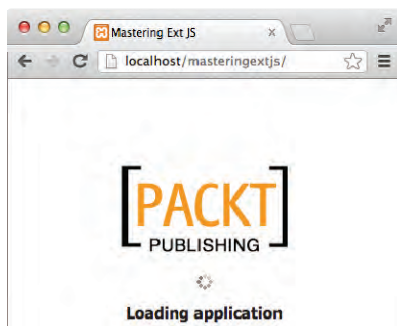 Mastering Ext JS
localhost/masteringextjs/
PACKT
PUBLISHING
Loading application